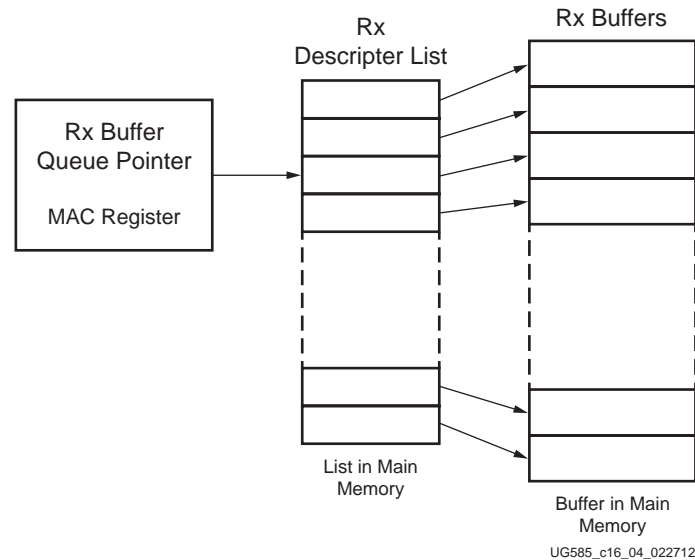 Rx
Descripter List
Rx Buffers
Rx Buffer
Queue Pointer
MAC Register
List in Main
Memory
Buffer in Main
Memory
UG585_c16_04_022712